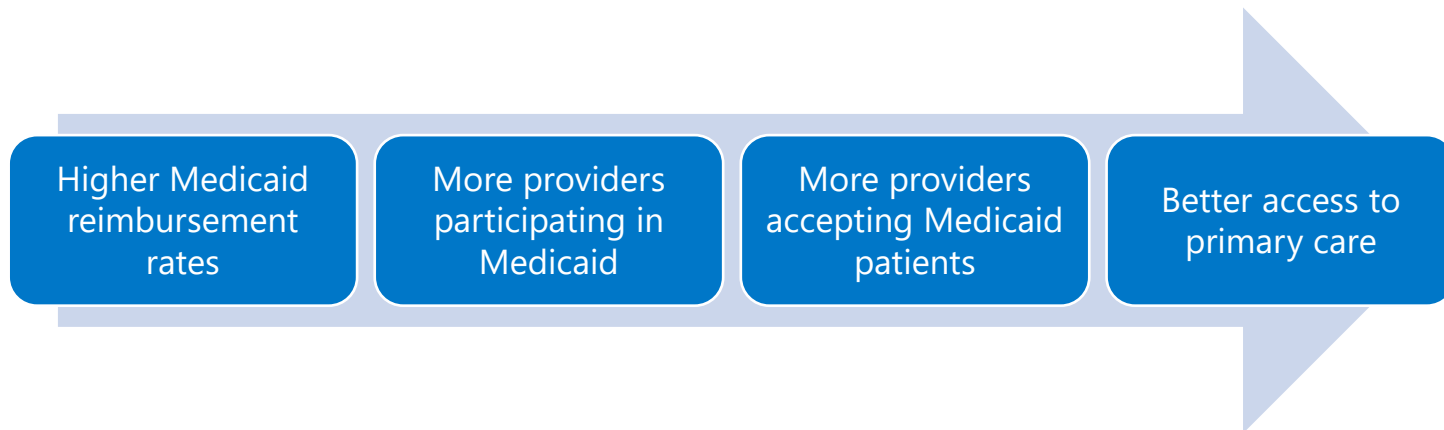 Higher Medicaid
reimbursement
rates
More providers
participating in
Medicaid
More providers
accepting Medicaid
patients
Better access to
primary care